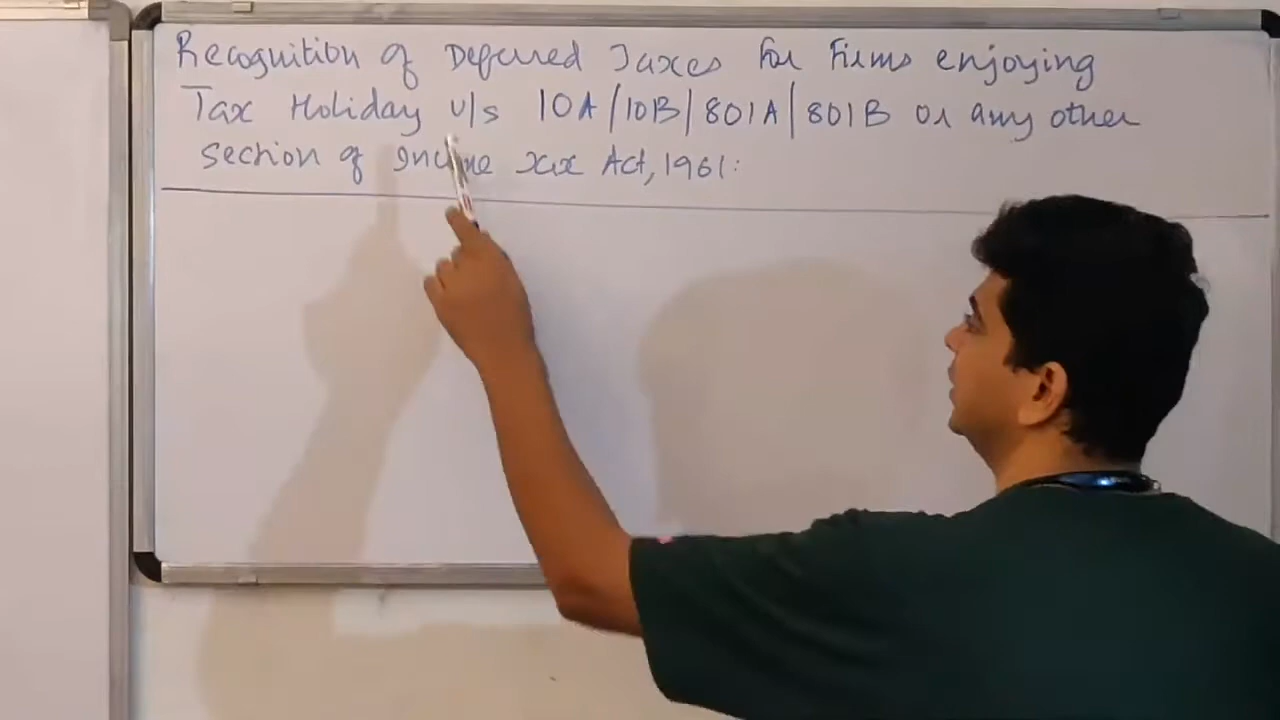 Recognition of Deferred Taxes for Firms enjoying
Tax Holiday u/s 10A/10B/80IA/80IB or any other
section of Income Tax Act, 1961: